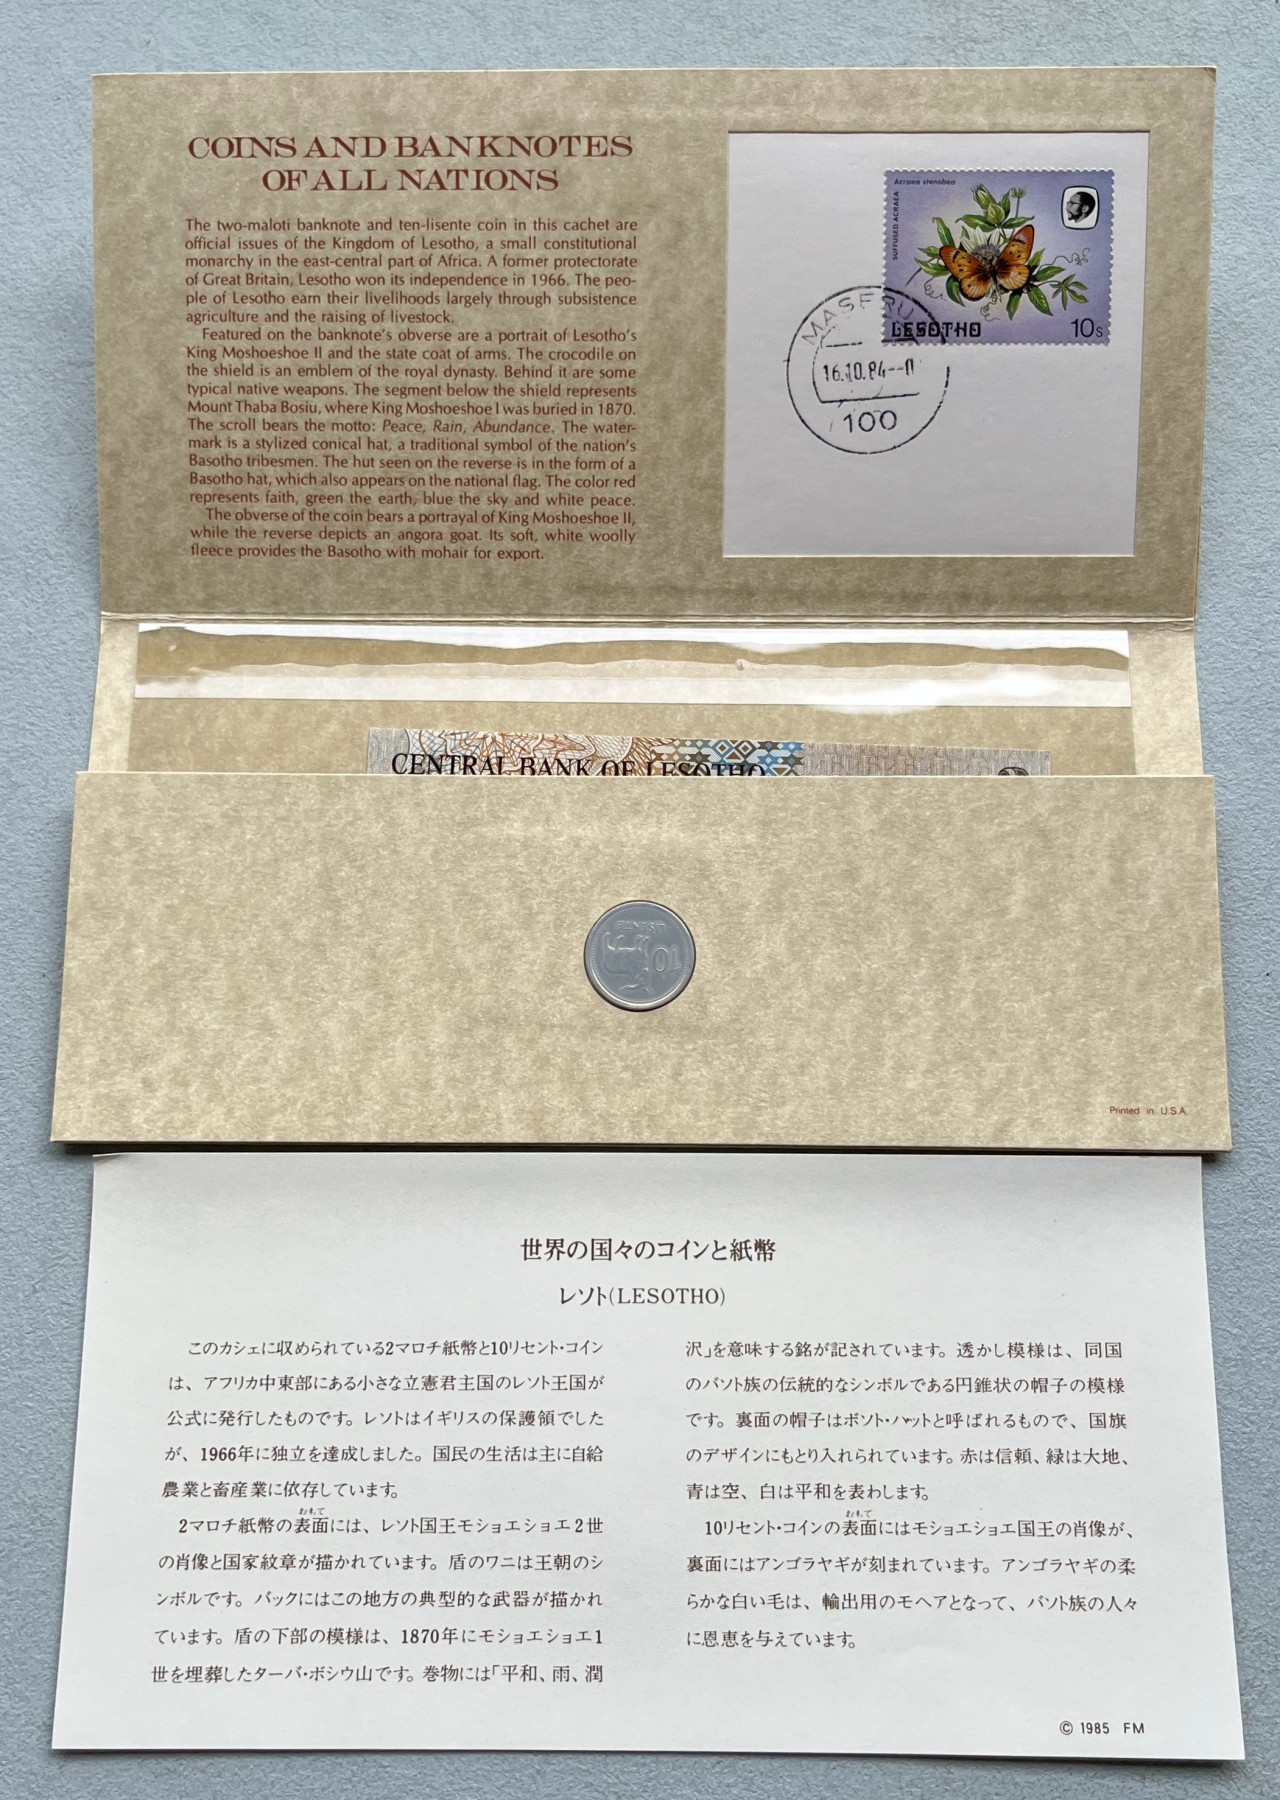 COINS AND BANKNOTES
OF ALL NATIONS
The two-maloti banknote and ten-lisente coin in this cachet are
official issues of the Kingdom of Lesotho, a small constitutional
monarchy in the east-central part of Africa. A former protectorate
of Great Britain, Lesotho won its independence in 1966. The peo-
ple of Lesotho earn their livelihoods largely through subsistence
agriculture and the raising of livestock.
Featured on the banknote's obverse are a portrait of Lesotho's
King Moshoeshoe II and the state coat of arms. The crocodile on
the shield is an emblem of the royal dynasty. Behind it are some
typical native weapons. The segment below the shield represents
Mount Thaba Bosiu, where King Moshoeshoe I was buried in 1870.
The scroll bears the motto: Peace, Rain, Abundance. The water-
mark is a stylized conical hat, a traditional symbol of the nation's
Basotho tribesmen. The hut seen on the reverse is in the form of a
Basotho hat, which also appears on the national flag. The color red
represents faith, green the earth, blue the sky and white peace.
The obverse of the coin bears a portrayal of King Moshoeshoe II,
while the reverse depicts an angora goat. Its soft, white woolly
fleece provides the Basotho with mohair for export.
Acraea stenobea
SUFFUSED ACRAEA
LESOTHO
10s
MASERU
16.10.84
100
CENTRAL BANK OF LESOTHO
LISENTE
10
Printed in U.S.A.
世界の国々のコインと紙幣
レソト(LESOTHO)
このカシェに収められている2マロチ紙幣と10リセント・コイン
は、アフリカ中東部にある小さな立憲君主国のレソト王国が
公式に発行したものです。レソトはイギリスの保護領でした
が、1966年に独立を達成しました。国民の生活は主に自給
農業と畜産業に依存しています。
おもて
2マロチ紙幣の表面には、レソト国王モショエショエ2世
の肖像と国家紋章が描かれています。盾のワニは王朝のシ
ンボルです。バックにはこの地方の典型的な武器が描かれ
ています。盾の下部の模様は、1870年にモショエショエ1
世を埋葬したターバ・ボシウ山です。巻物には「平和、雨、潤
沢」を意味する銘が記されています。透かし模様は、同国
のバソト族の伝統的なシンボルである円錐状の帽子の模様
です。裏面の帽子はボソト・ハットと呼ばれるもので、国旗
のデザインにもとり入れられています。赤は信頼、緑は大地、
青は空、白は平和を表わします。
おもて
10リセント・コインの表面にはモショエショエ国王の肖像が、
裏面にはアンゴラヤギが刻まれています。アンゴラヤギの柔
らかな白い毛は、輸出用のモヘアとなって、バソト族の人々
に恩恵を与えています。
© 1985 FM